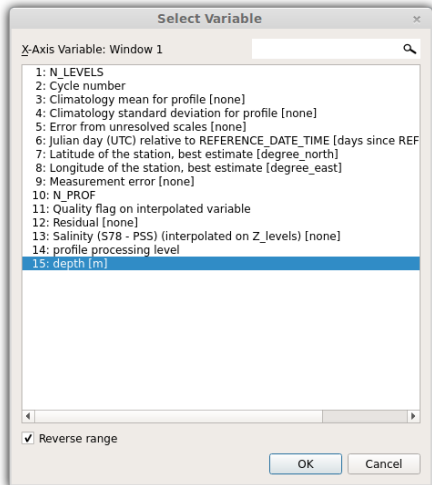 Select Variable
X-Axis Variable: Window 1
1: N_LEVELS
2: Cycle number
3: Climatology mean for profile [none]
4: Climatology standard deviation for profile [none]
5: Error from unresolved scales [none]
6: Julian day (UTC) relative to REFERENCE_DATE_TIME [days since REF
7: Latitude of the station, best estimate [degree_north]
8: Longitude of the station, best estimate [degree_east]
9: Measurement error [none]
10: N_PROF
11: Quality flag on interpolated variable
12: Residual [none]
13: Salinity (S78 - PSS) (interpolated on Z_levels) [none]
14: profile processing level
15: depth [m]
Reverse range
OK Cancel